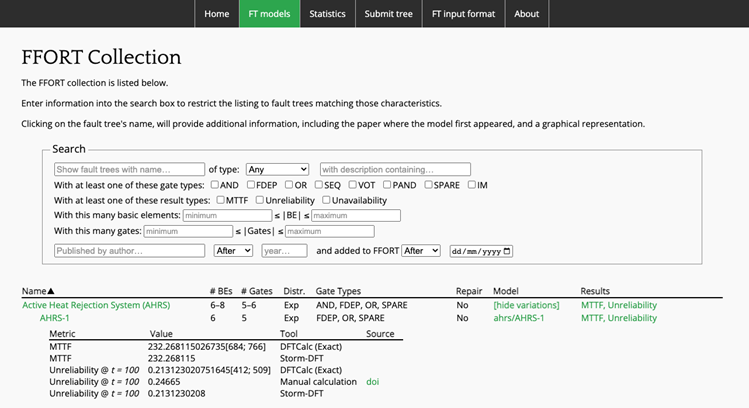 Home FT models Statistics Submit tree FT input format About
FFORT Collection
The FFORT collection is listed below.
Enter information into the search box to restrict the listing to fault trees matching those characteristics.
Clicking on the fault tree's name, will provide additional information, including the paper where the model first appeared, and a graphical representation.
Search
Show fault trees with name... of type: Any with description containing...
With at least one of these gate types: AND FDEP OR SEQ VOT PAND SPARE IM
With at least one of these result types: MTTF Unreliability Unavailability
With this many basic elements: minimum ≤ |BE| ≤ maximum
With this many gates: minimum ≤ |Gates| ≤ maximum
Published by author... After year... and added to FFORT After dd/mm/yyyy
Name▲ # BEs # Gates Distr. Gate Types Repair Model Results
Active Heat Rejection System (AHRS) 6–8 5–6 Exp AND, FDEP, OR, SPARE No [hide variations] MTTF, Unreliability
AHRS-1 6 5 Exp FDEP, OR, SPARE No ahrs/AHRS-1 MTTF, Unreliability
Metric Value Tool Source
MTTF 232.268115026735[684; 766] DFTCalc (Exact)
MTTF 232.268115 Storm-DFT
Unreliability @ t = 100 0.213123020751645[412; 509] DFTCalc (Exact)
Unreliability @ t = 100 0.24665 Manual calculation doi
Unreliability @ t = 100 0.2131230208 Storm-DFT